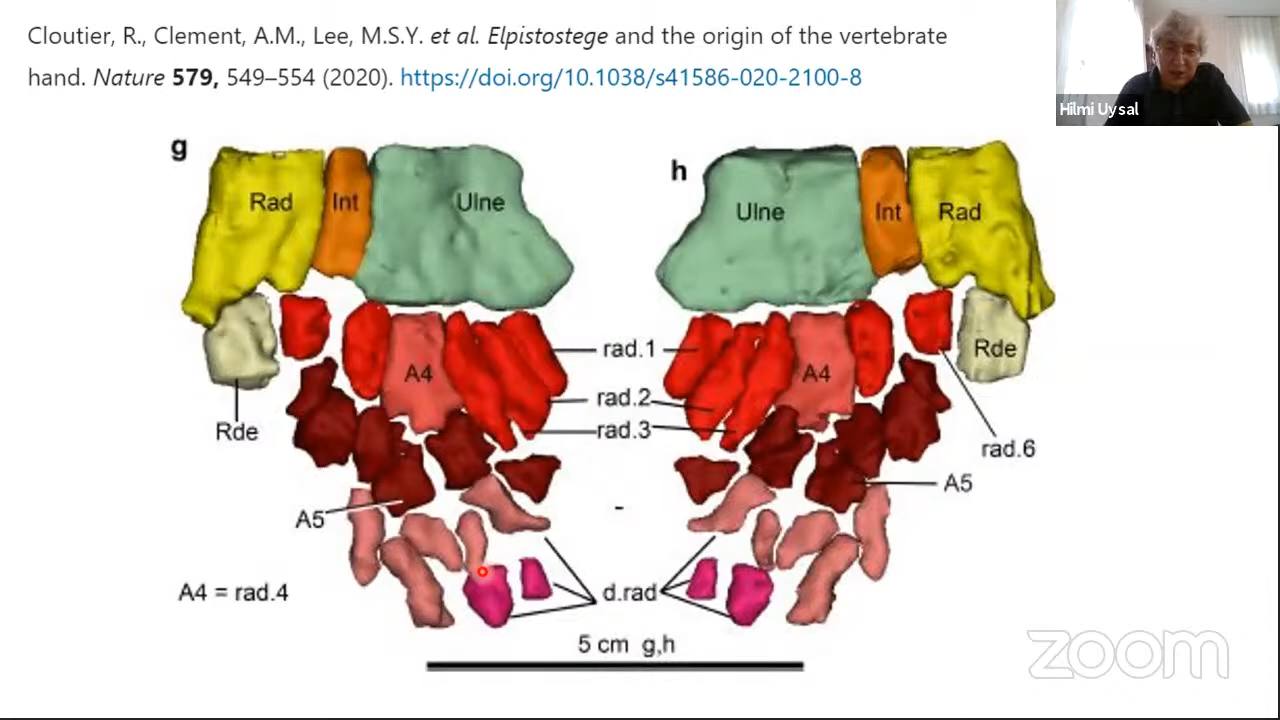 Cloutier, R., Clement, A.M., Lee, M.S.Y. et al. Elpistostege and the origin of the vertebrate
hand. Nature 579, 549–554 (2020). https://doi.org/10.1038/s41586-020-2100-8
Hilmi Uysal
g
h
Rad Int Ulne
Ulne Int Rad
rad.1
A4
A4
Rde
rad.2
rad.3
Rde
rad.6
A5
A5
-
A4 = rad.4
d.rad
5 cm g,h
zoom